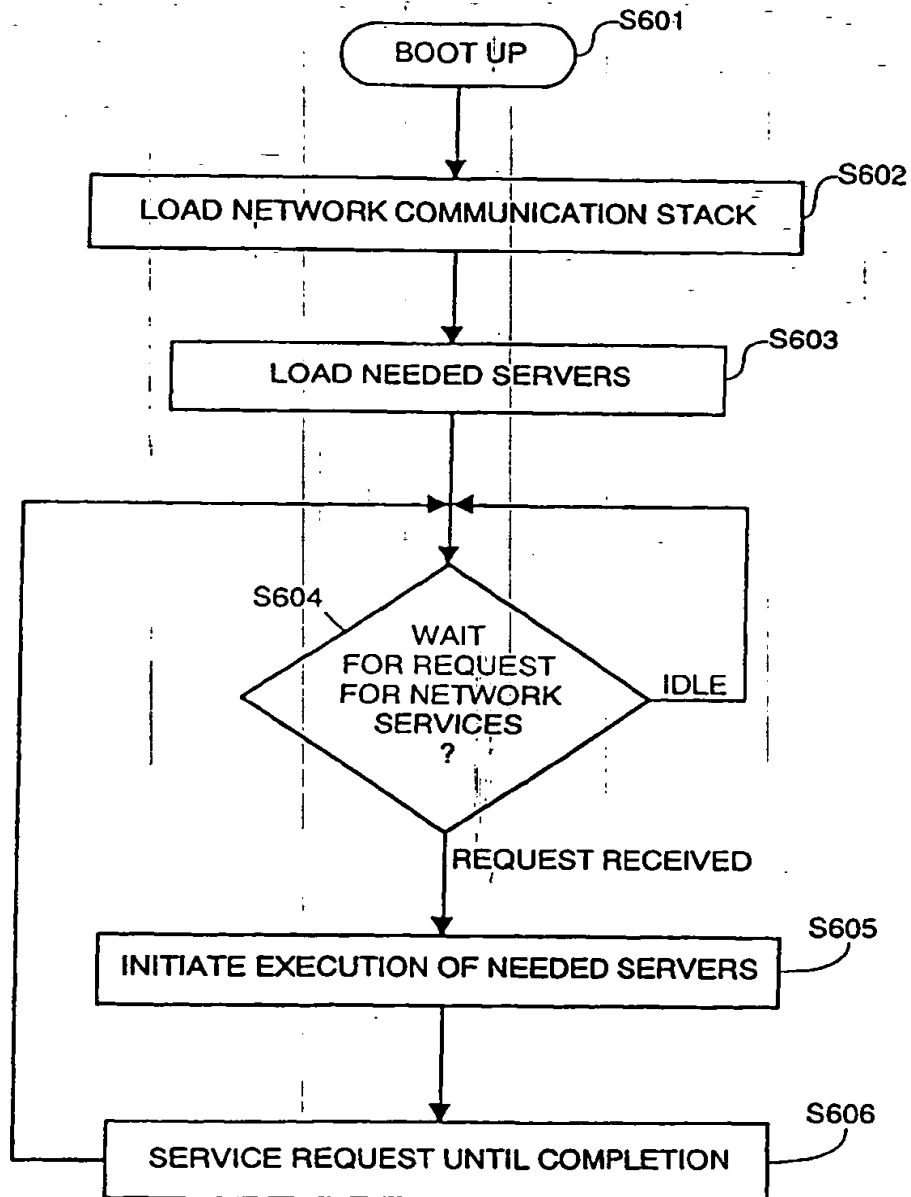 S601
BOOT UP
S602
LOAD NETWORK COMMUNICATION STACK
S603
LOAD NEEDED SERVERS
S604
WAIT
FOR REQUEST
FOR NETWORK
SERVICES
?
IDLE
REQUEST RECEIVED
S605
INITIATE EXECUTION OF NEEDED SERVERS
S606
SERVICE REQUEST UNTIL COMPLETION